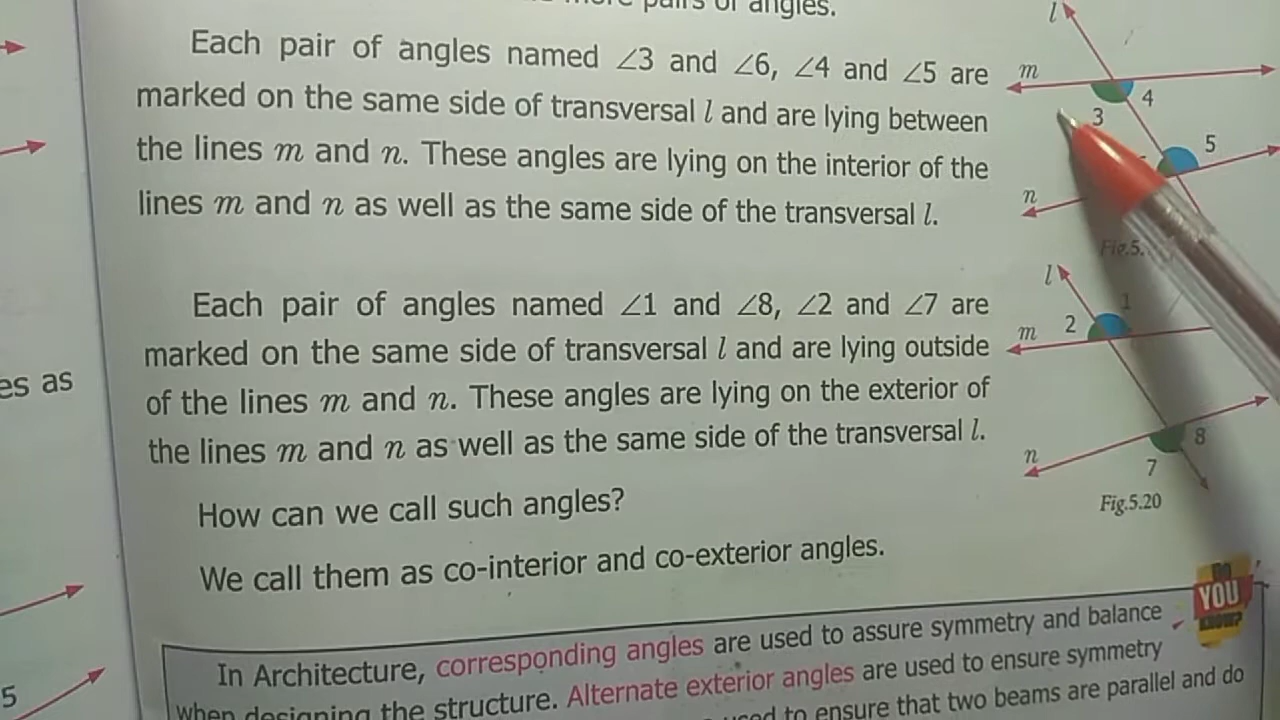 pairs of angles.
Each pair of angles named ∠3 and ∠6, ∠4 and ∠5 are
marked on the same side of transversal l and are lying between
the lines m and n. These angles are lying on the interior of the
lines m and n as well as the same side of the transversal l.
Each pair of angles named ∠1 and ∠8, ∠2 and ∠7 are
marked on the same side of transversal l and are lying outside
of the lines m and n. These angles are lying on the exterior of
the lines m and n as well as the same side of the transversal l.
How can we call such angles?
We call them as co-interior and co-exterior angles.
In Architecture, corresponding angles are used to assure symmetry and balance
when designing the structure. Alternate exterior angles are used to ensure symmetry
used to ensure that two beams are parallel and do
es as
5
l
m
4
3
5
n
Fig.5.
l
1
m 2
8
n
7
Fig.5.20
DO
YOU
KNOW?